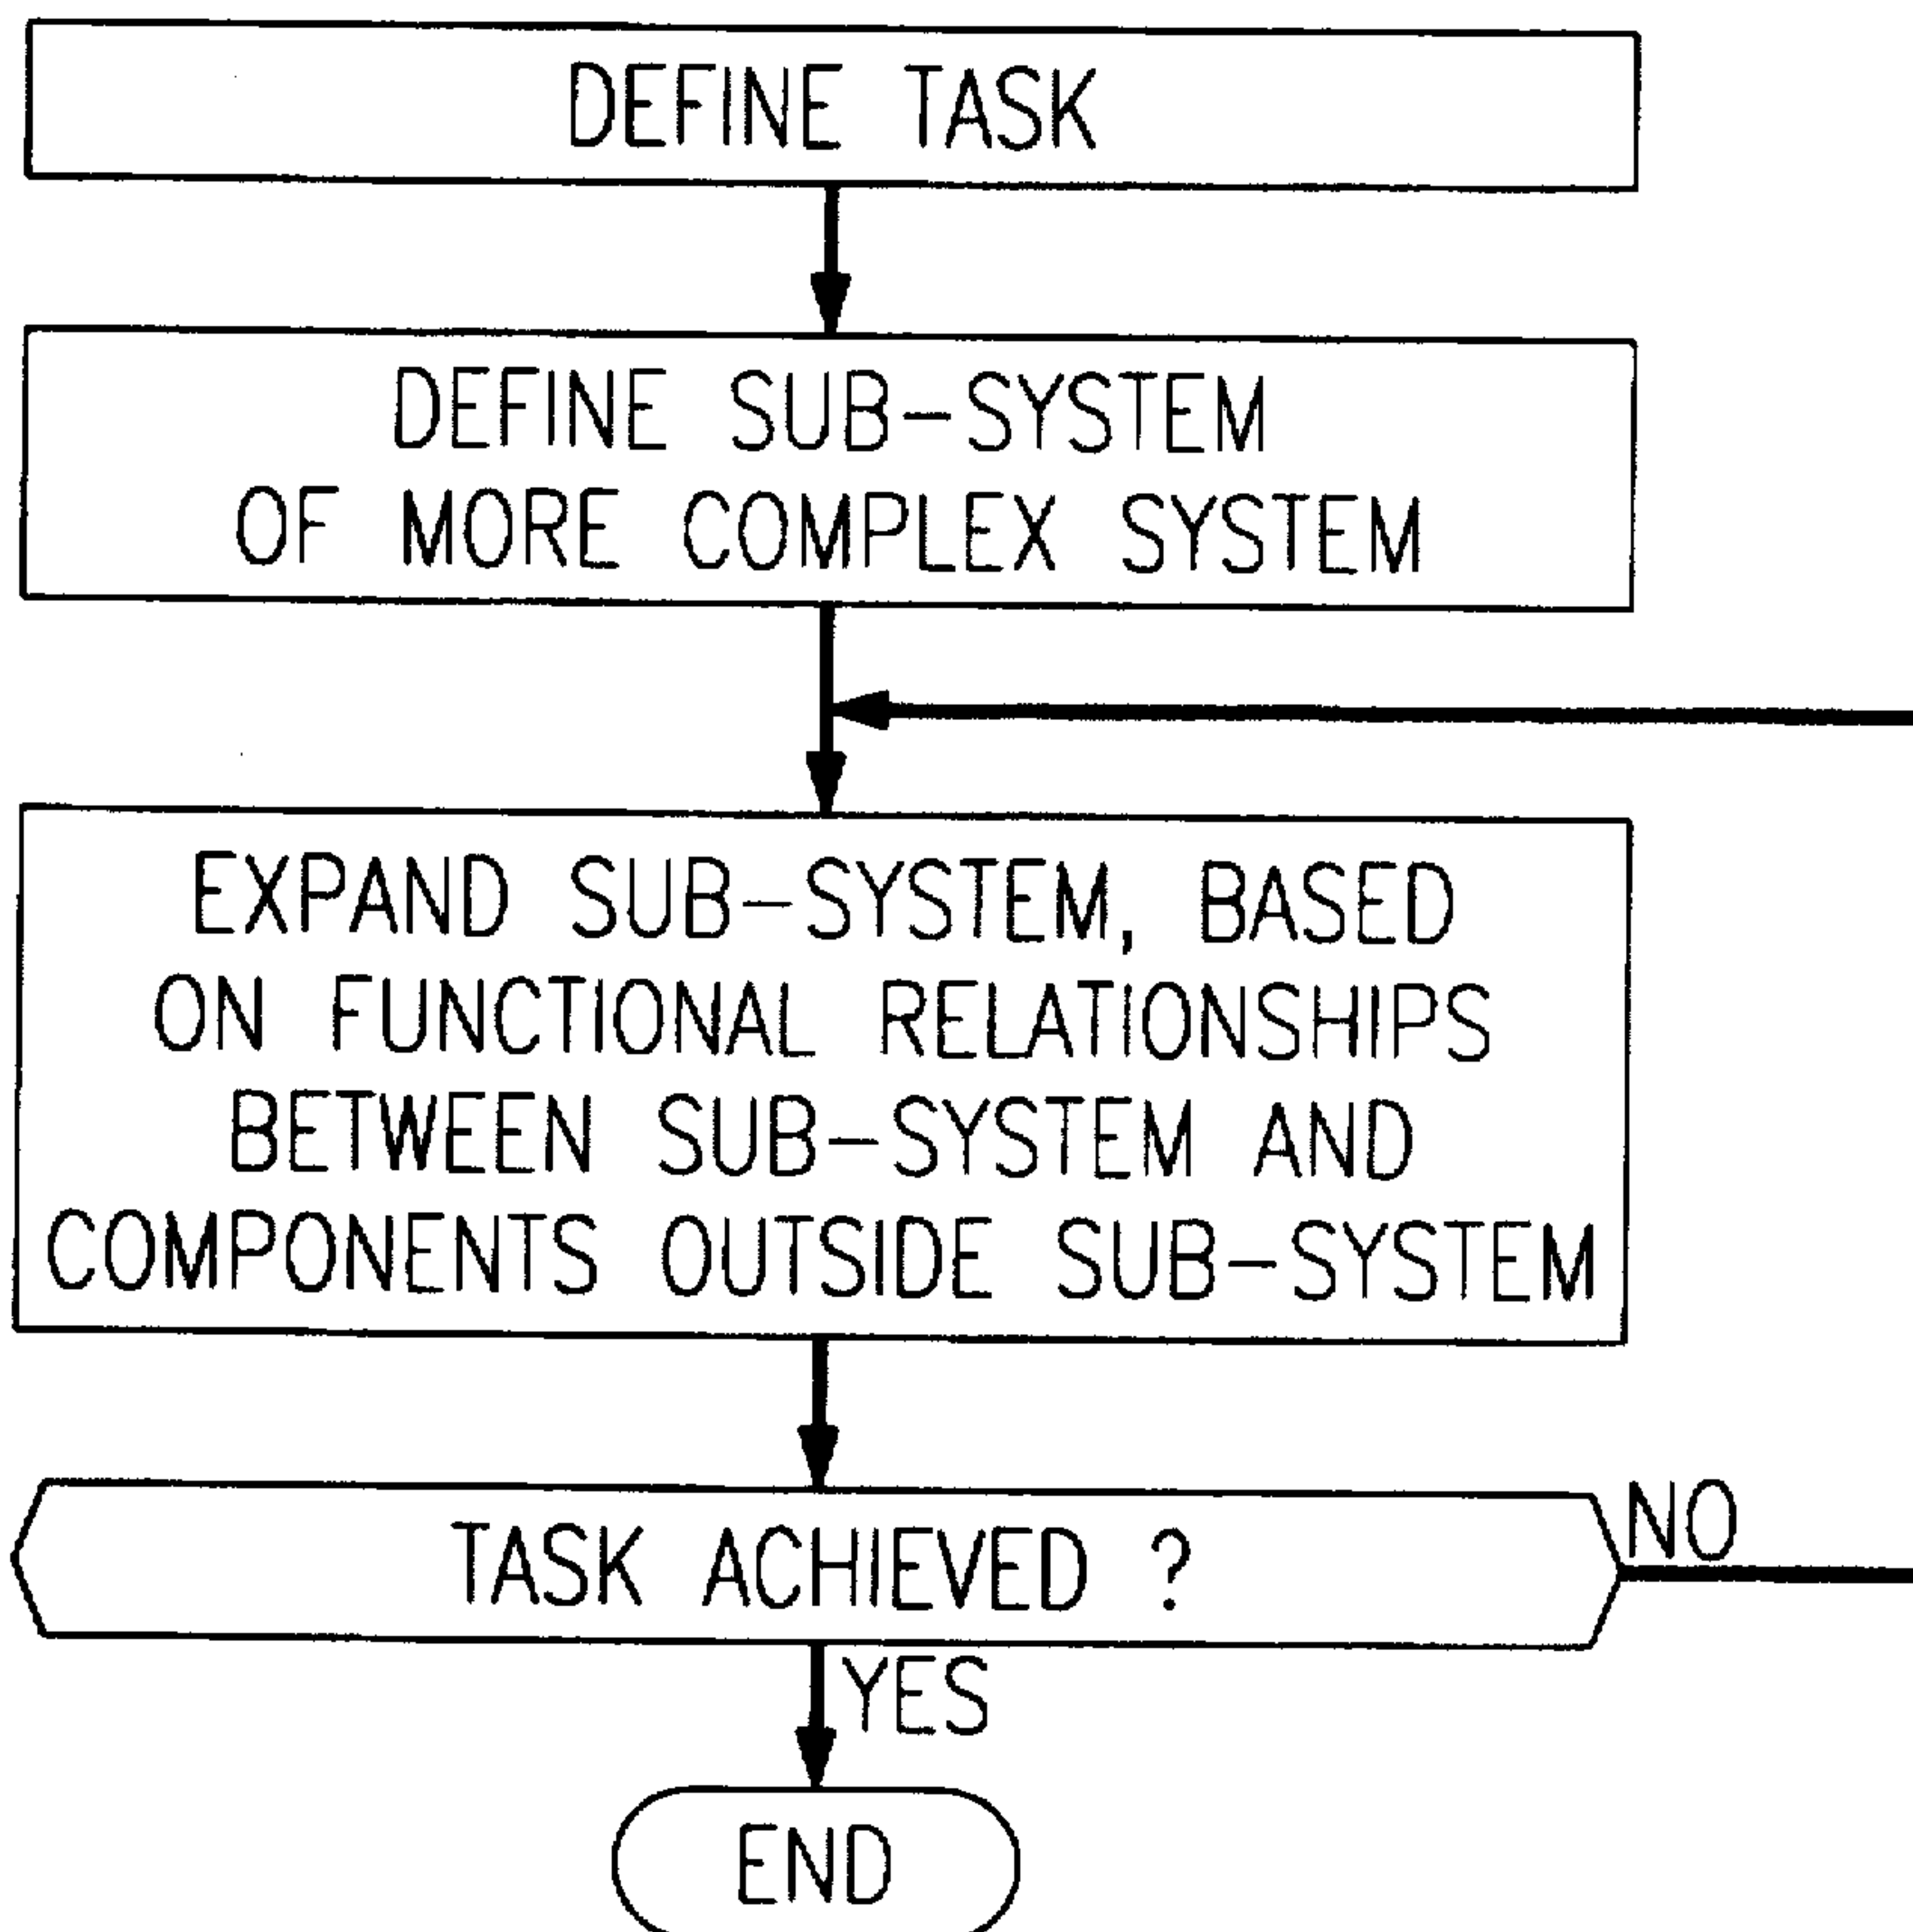 DEFINE TASK
DEFINE SUB-SYSTEM
OF MORE COMPLEX SYSTEM
EXPAND SUB-SYSTEM, BASED
ON FUNCTIONAL RELATIONSHIPS
BETWEEN SUB-SYSTEM AND
COMPONENTS OUTSIDE SUB-SYSTEM
TASK ACHIEVED ?
NO
YES
END